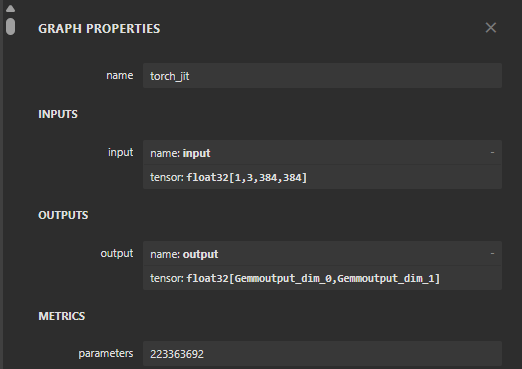 GRAPH PROPERTIES
name torch_jit
INPUTS
input name: input -
tensor: float32[1,3,384,384]
OUTPUTS
output name: output -
tensor: float32[Gemmoutput_dim_0,Gemmoutput_dim_1]
METRICS
parameters 223363692